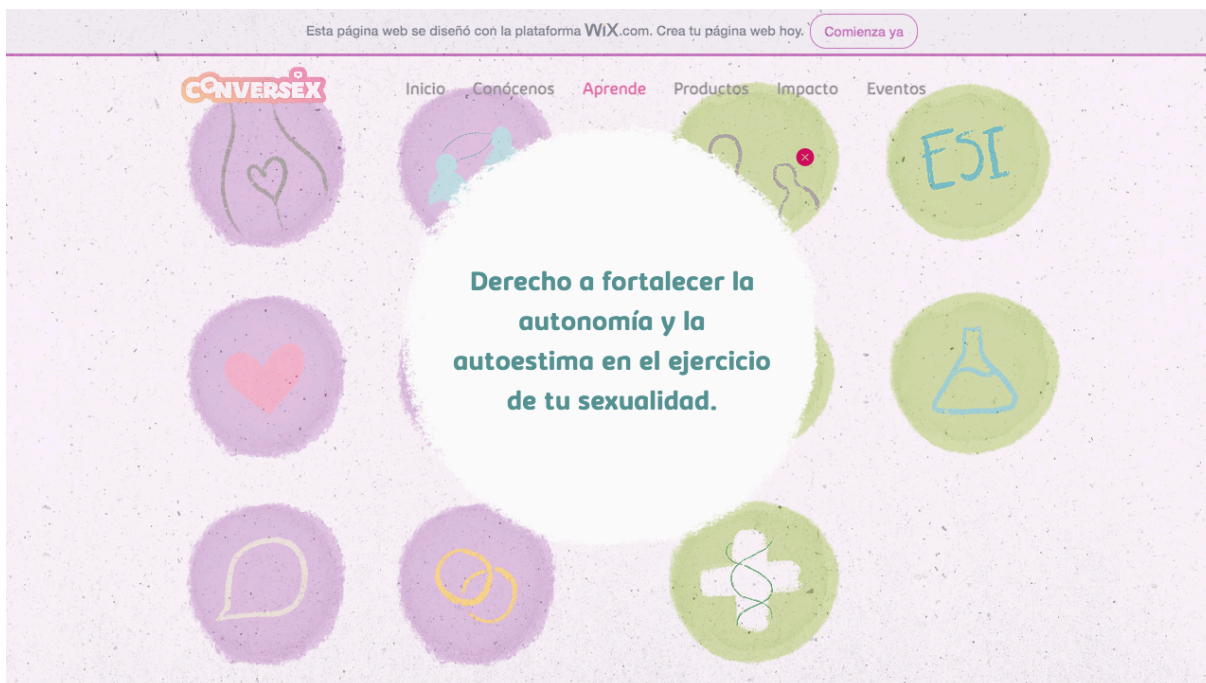 Esta página web se diseñó con la plataforma WiX.com. Crea tu página web hoy. Comienza ya
CONVERSEX Inicio Conócenos Aprende Productos Impacto Eventos
ESI
Derecho a fortalecer la
autonomía y la
autoestima en el ejercicio
de tu sexualidad.